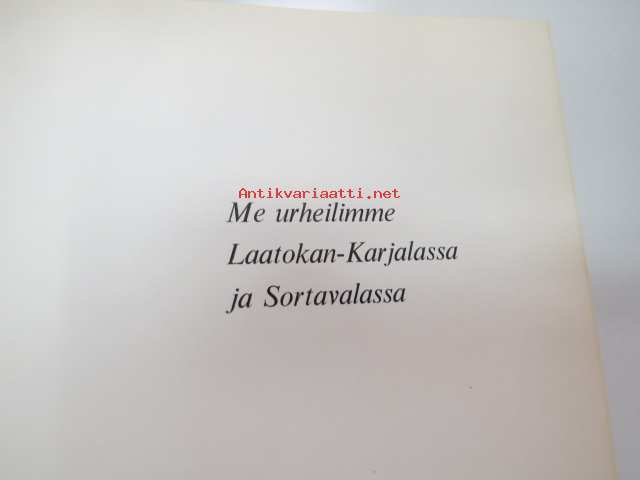 Antikvariaatti.net
Me urheilimme
Laatokan-Karjalassa
ja Sortavalassa